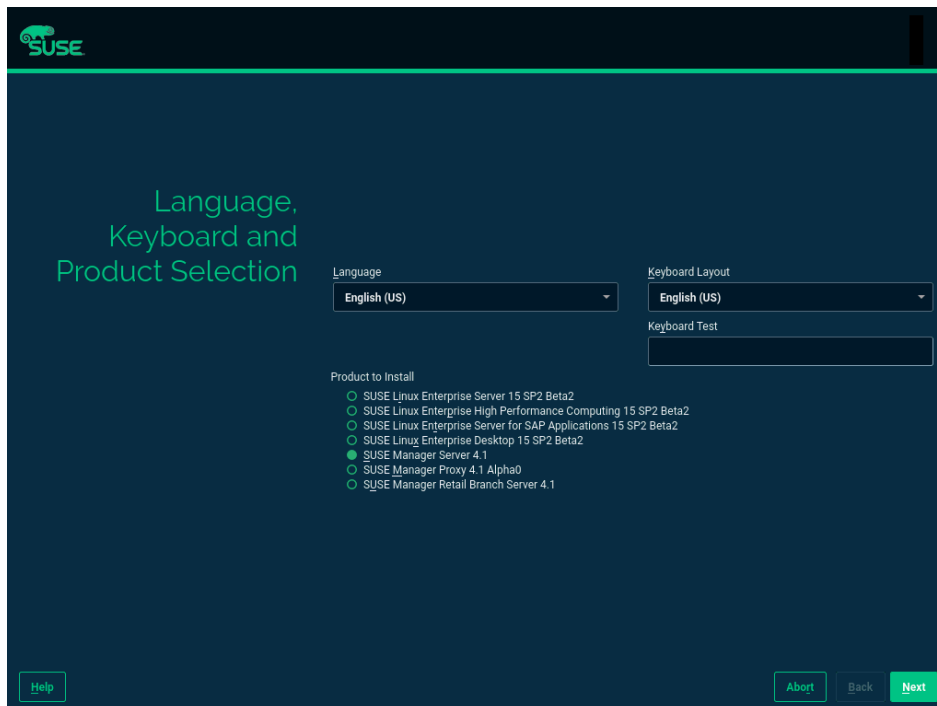 SUSE
Language,
Keyboard and
Product Selection
Language
Keyboard Layout
English (US)
English (US)
Keyboard Test
Product to Install
SUSE Linux Enterprise Server 15 SP2 Beta2
SUSE Linux Enterprise High Performance Computing 15 SP2 Beta2
SUSE Linux Enterprise Server for SAP Applications 15 SP2 Beta2
SUSE Linux Enterprise Desktop 15 SP2 Beta2
SUSE Manager Server 4.1
SUSE Manager Proxy 4.1 Alpha0
SUSE Manager Retail Branch Server 4.1
Help
Abort
Back
Next